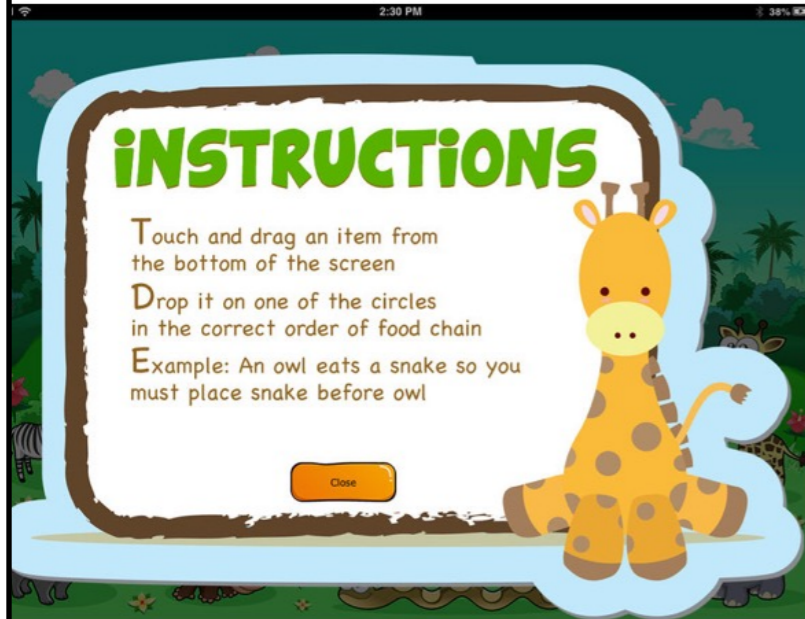 2:30 PM
38%
iNSTRUCTiONS
Touch and drag an item from
the bottom of the screen
Drop it on one of the circles
in the correct order of food chain
Example: An owl eats a snake so you
must place snake before owl
Close